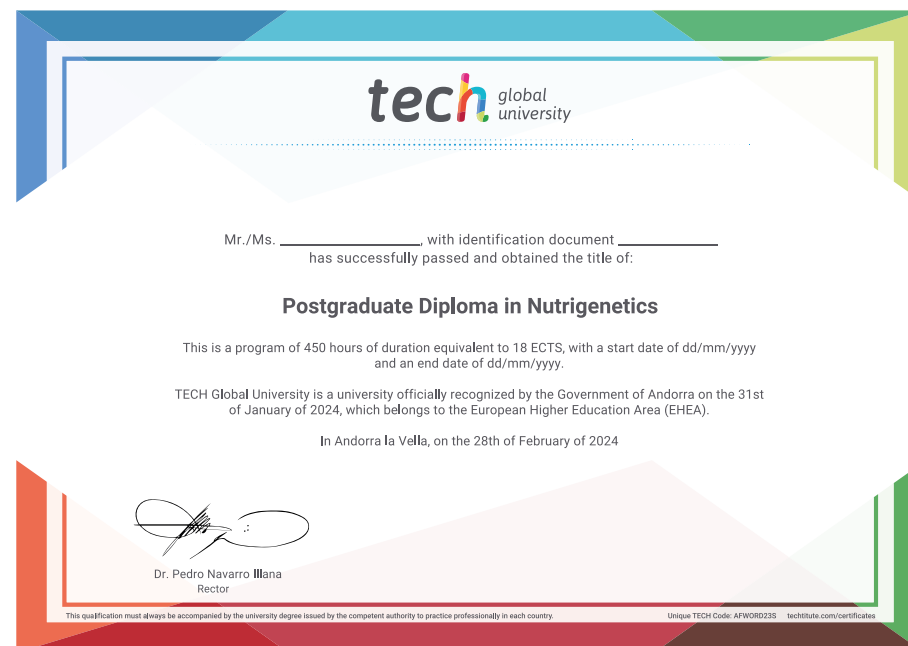 tech global university
Mr./Ms. ____________, with identification document ____________
has successfully passed and obtained the title of:
Postgraduate Diploma in Nutrigenetics
This is a program of 450 hours of duration equivalent to 18 ECTS, with a start date of dd/mm/yyyy
and an end date of dd/mm/yyyy.
TECH Global University is a university officially recognized by the Government of Andorra on the 31st
of January of 2024, which belongs to the European Higher Education Area (EHEA).
In Andorra la Vella, on the 28th of February of 2024
Dr. Pedro Navarro Illana
Rector
This qualification must always be accompanied by the university degree issued by the competent authority to practice professionally in each country. Unique TECH Code: AFWORD23S techtitute.com/certificates